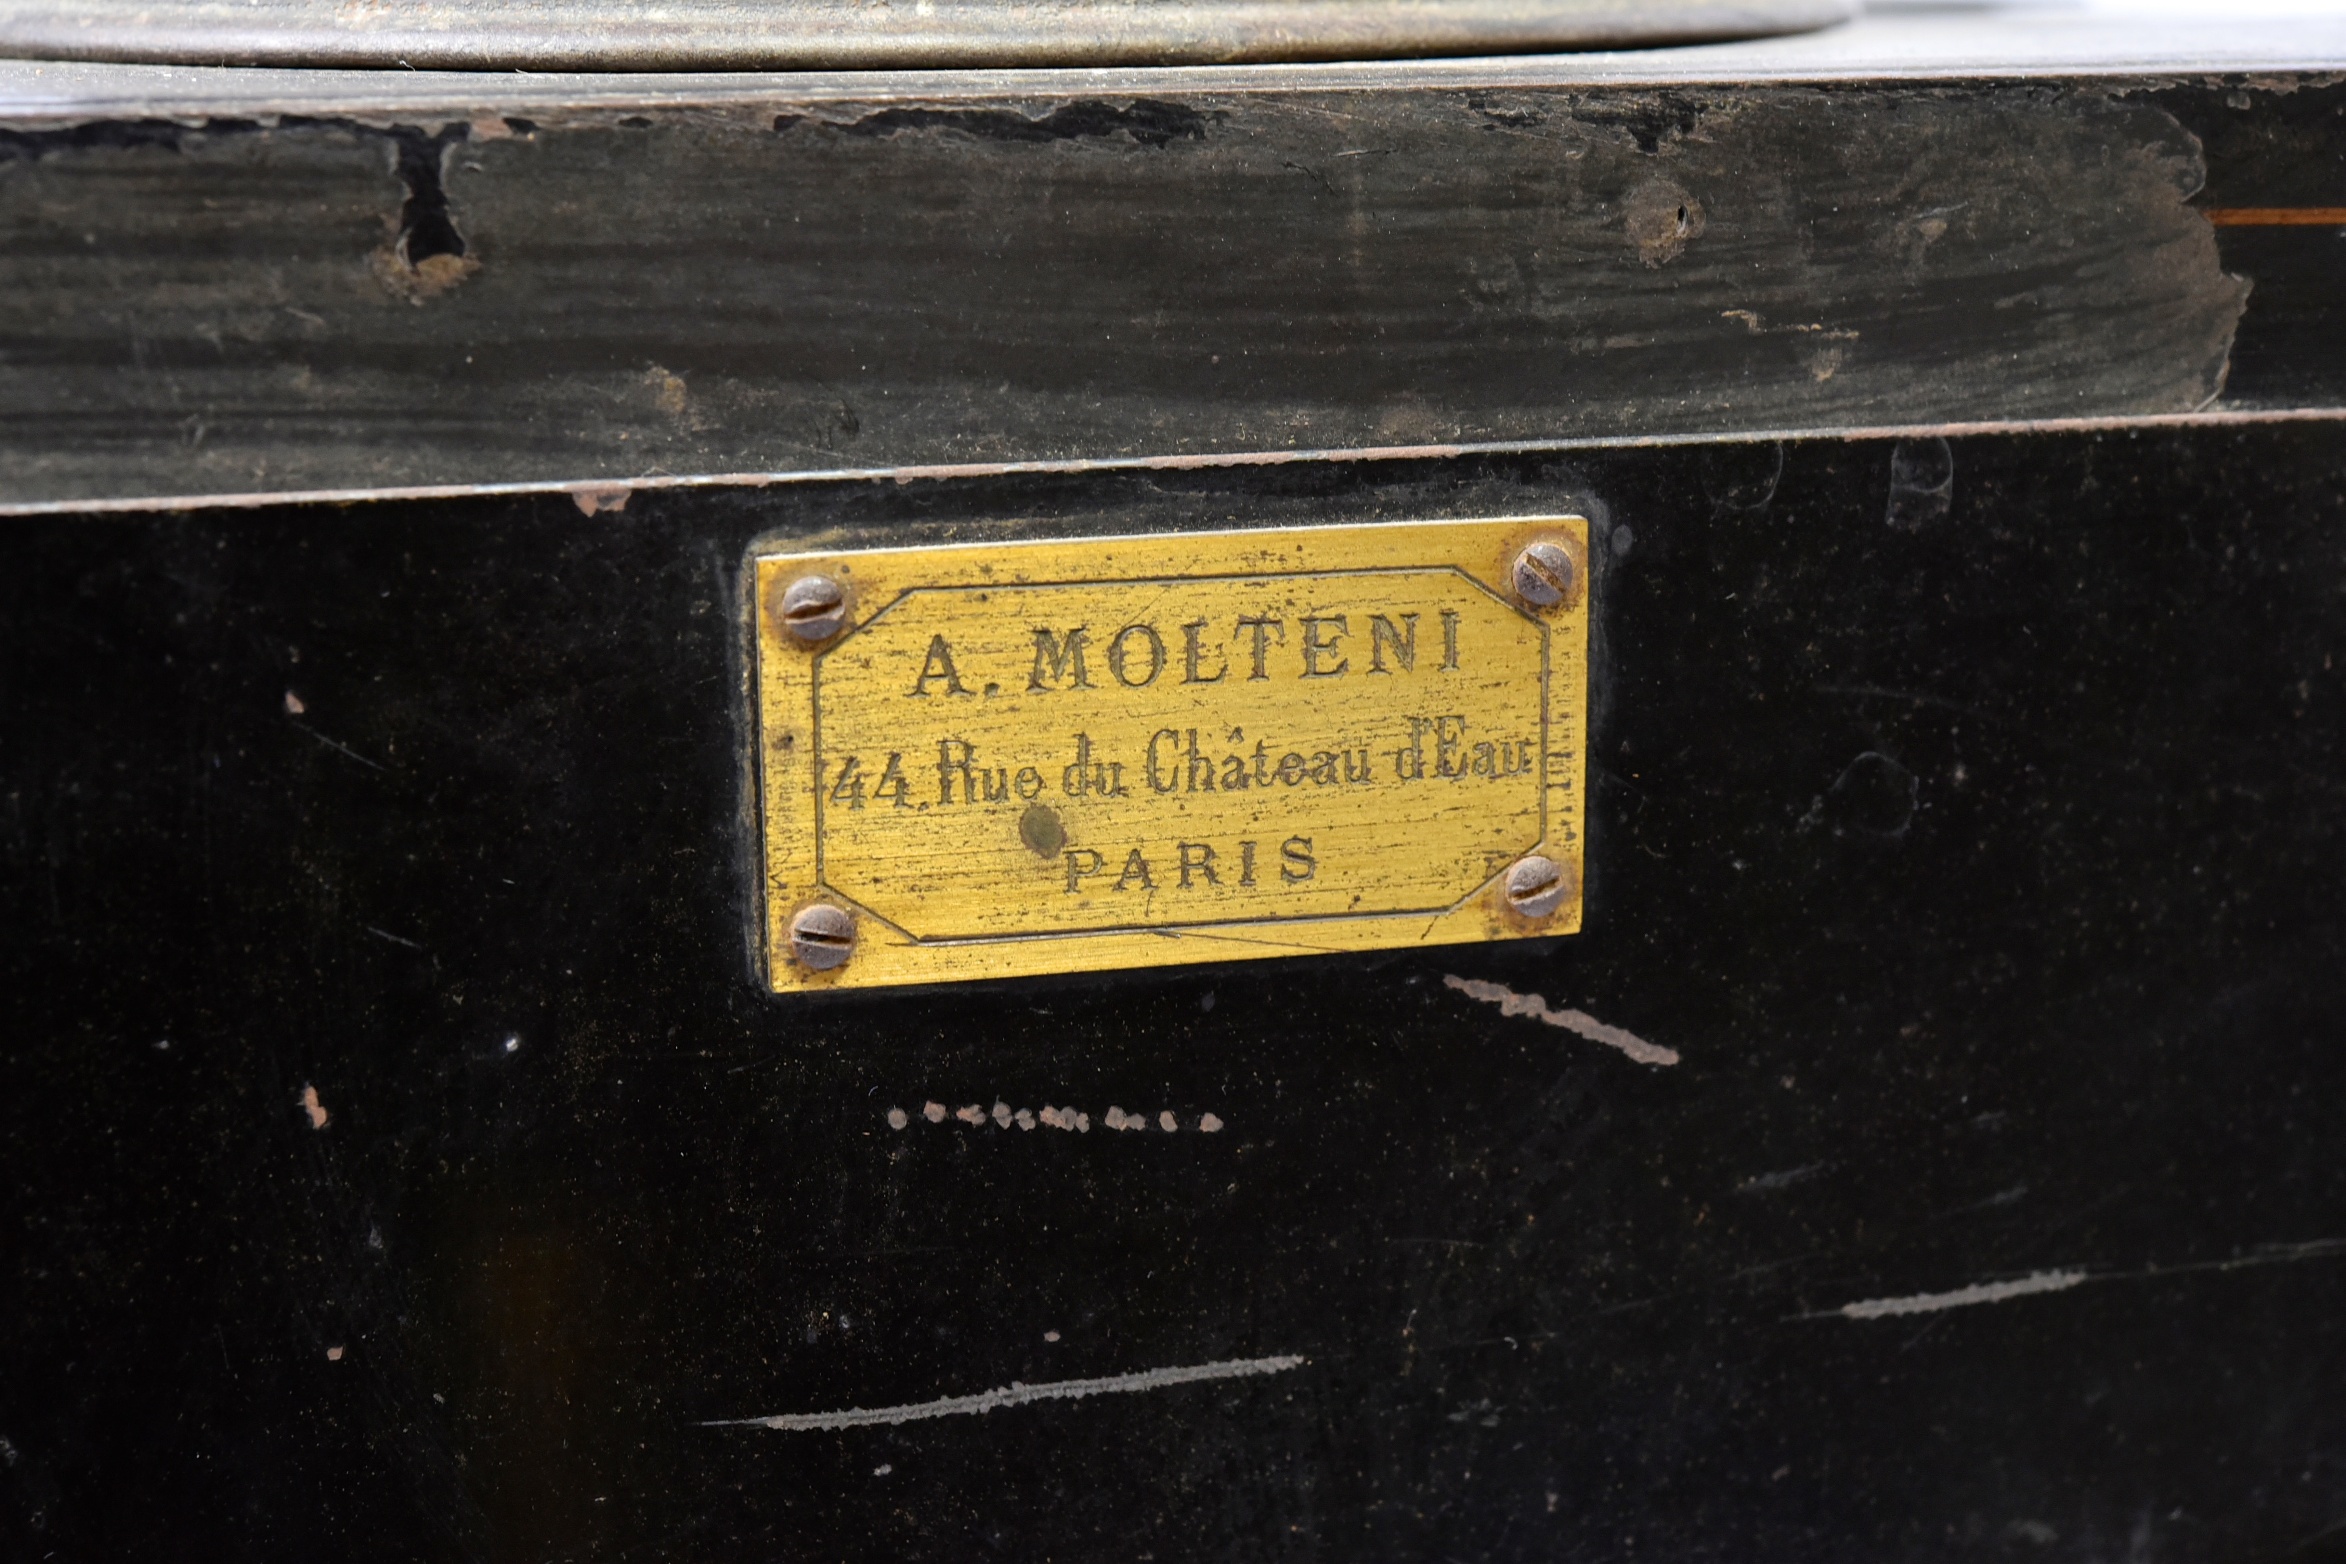 A. MOLTENI
44, Rue du Château d'Eau
PARIS